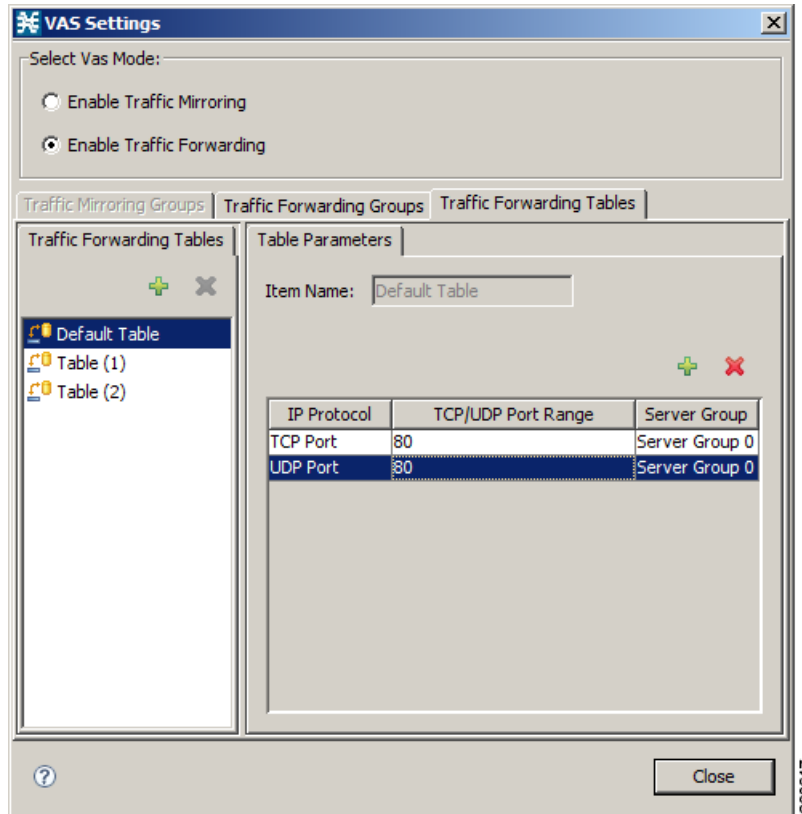 VAS Settings
Select Vas Mode:
Enable Traffic Mirroring
Enable Traffic Forwarding
Traffic Mirroring Groups Traffic Forwarding Groups Traffic Forwarding Tables
Traffic Forwarding Tables
Default Table
Table (1)
Table (2)
Table Parameters
Item Name: Default Table
IP Protocol TCP/UDP Port Range Server Group
TCP Port 80 Server Group 0
UDP Port 80 Server Group 0
? Close